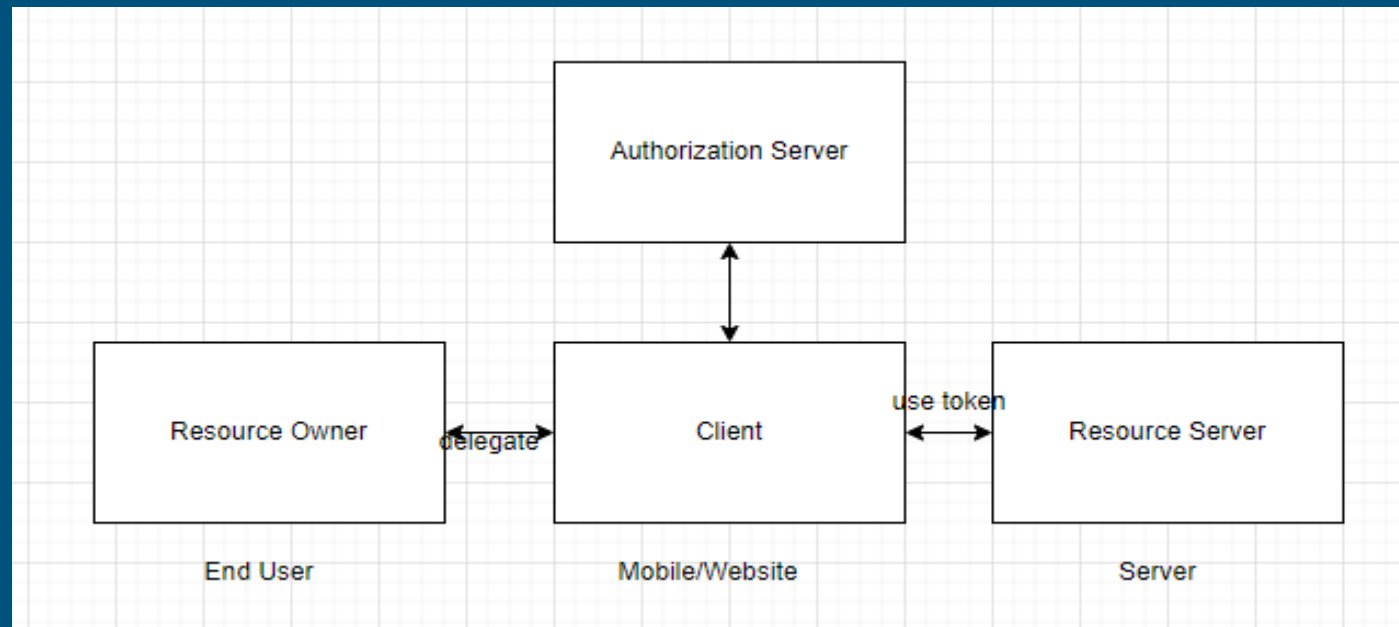 Authorization Server
Resource Owner
delegate
Client
use token
Resource Server
End User
Mobile/Website
Server